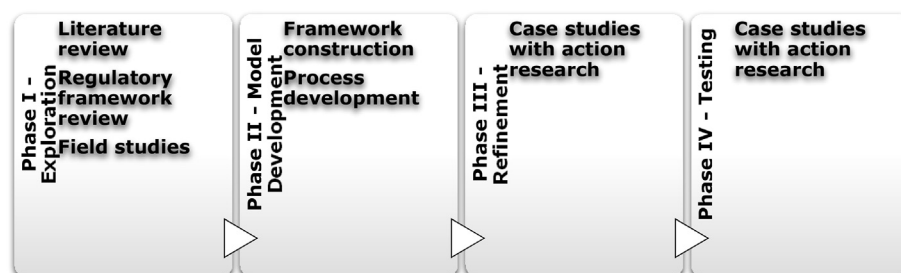 Phase I -
Exploration
Literature
review
Regulatory
framework
review
Field studies
Phase II - Model
Development
Framework
construction
Process
development
Phase III -
Refinement
Case studies
with action
research
Phase IV - Testing
Case studies
with action
research